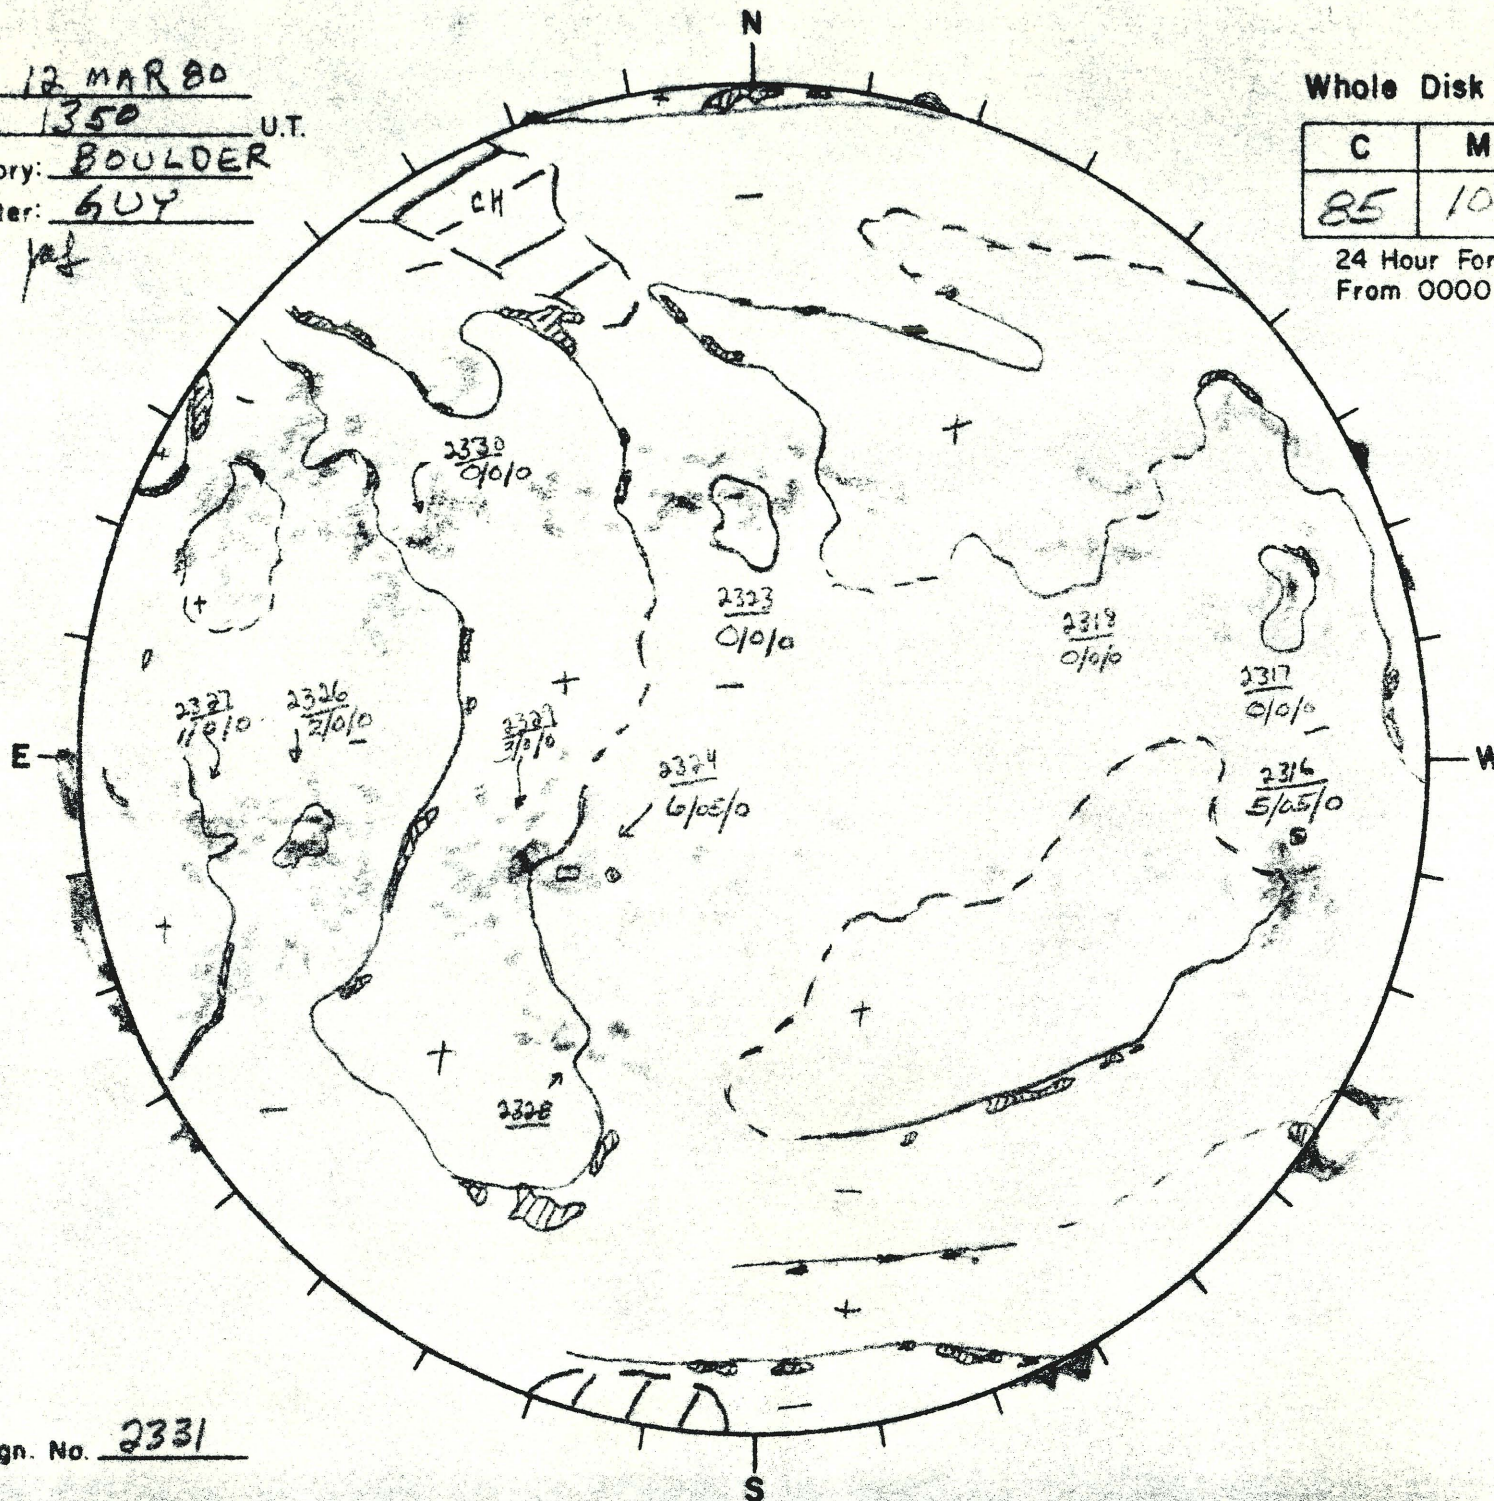 N
12 MAR 80
1350 U.T.
ory: BOULDER
ter: GUY
Whole Disk
C M
85 10
24 Hour For
From 0000
CH
−
+
2330
0/0/0
2323
0/0/0
2318
0/0/0
2317
0/0/0
2326
2/0/0
2324
6/05/0
2316
5/05/0
E
W
2328
gn. No. 2331
S